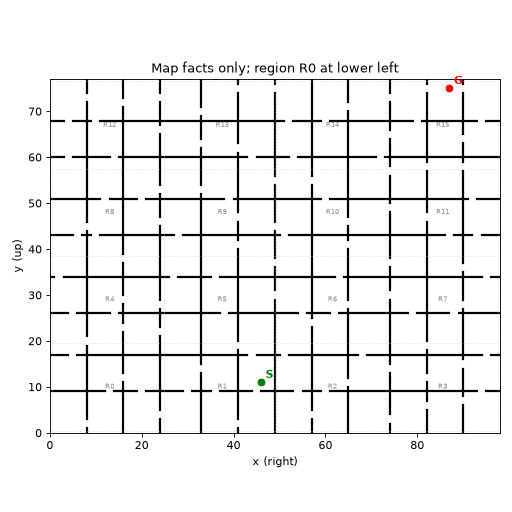 Map facts only; region R0 at lower left
G
R12 R13 R14 R15
R8 R9 R10 R11
R4 R5 R6 R7
S
R0 R1 R2 R3
y (up)
70
60
50
40
30
20
10
0
0 20 40 60 80
x (right)